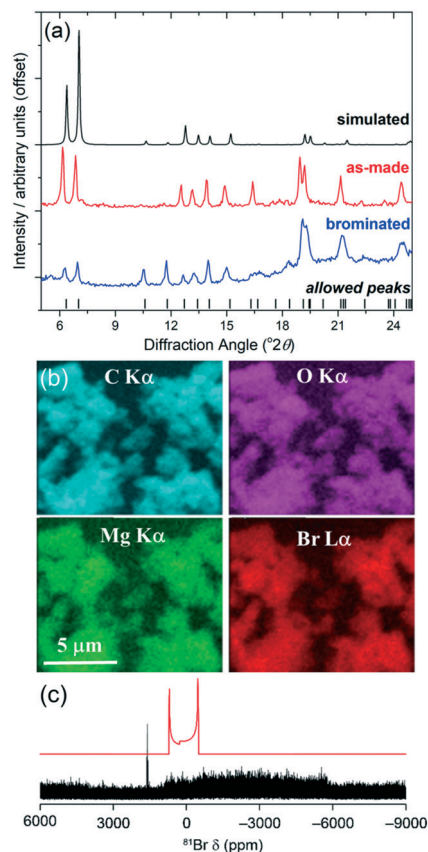 (a)
Intensity / arbitrary units (offset)
simulated
as-made
brominated
allowed peaks
6 9 12 15 18 21 24
Diffraction Angle (°2θ)
(b)
C Kα
O Kα
Mg Kα
Br Lα
5 μm
(c)
6000 3000 0 −3000 −6000 −9000
⁸¹Br δ (ppm)